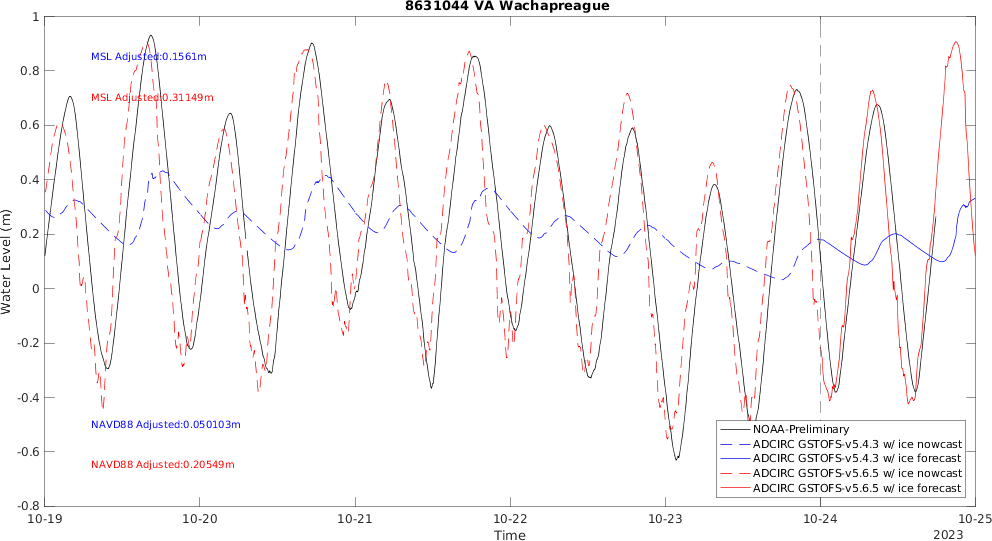 8631044 VA Wachapreague
1
0.8
0.6
0.4
0.2
0
-0.2
-0.4
-0.6
-0.8
Water Level (m)
MSL Adjusted:0.1561m
MSL Adjusted:0.31149m
NAVD88 Adjusted:0.050103m
NAVD88 Adjusted:0.20549m
NOAA-Preliminary
ADCIRC GSTOFS-v5.4.3 w/ ice nowcast
ADCIRC GSTOFS-v5.4.3 w/ ice forecast
ADCIRC GSTOFS-v5.6.5 w/ ice nowcast
ADCIRC GSTOFS-v5.6.5 w/ ice forecast
10-19 10-20 10-21 10-22 10-23 10-24 10-25
Time
2023